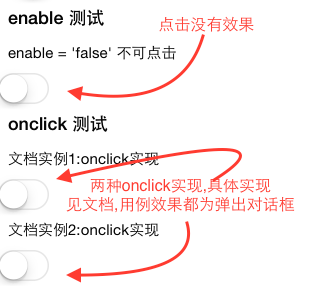 enable 测试
点击没有效果
enable = 'false' 不可点击
onclick 测试
文档实例1:onclick实现
两种onclick实现,具体实现
见文档,用例效果都为弹出对话框
文档实例2:onclick实现